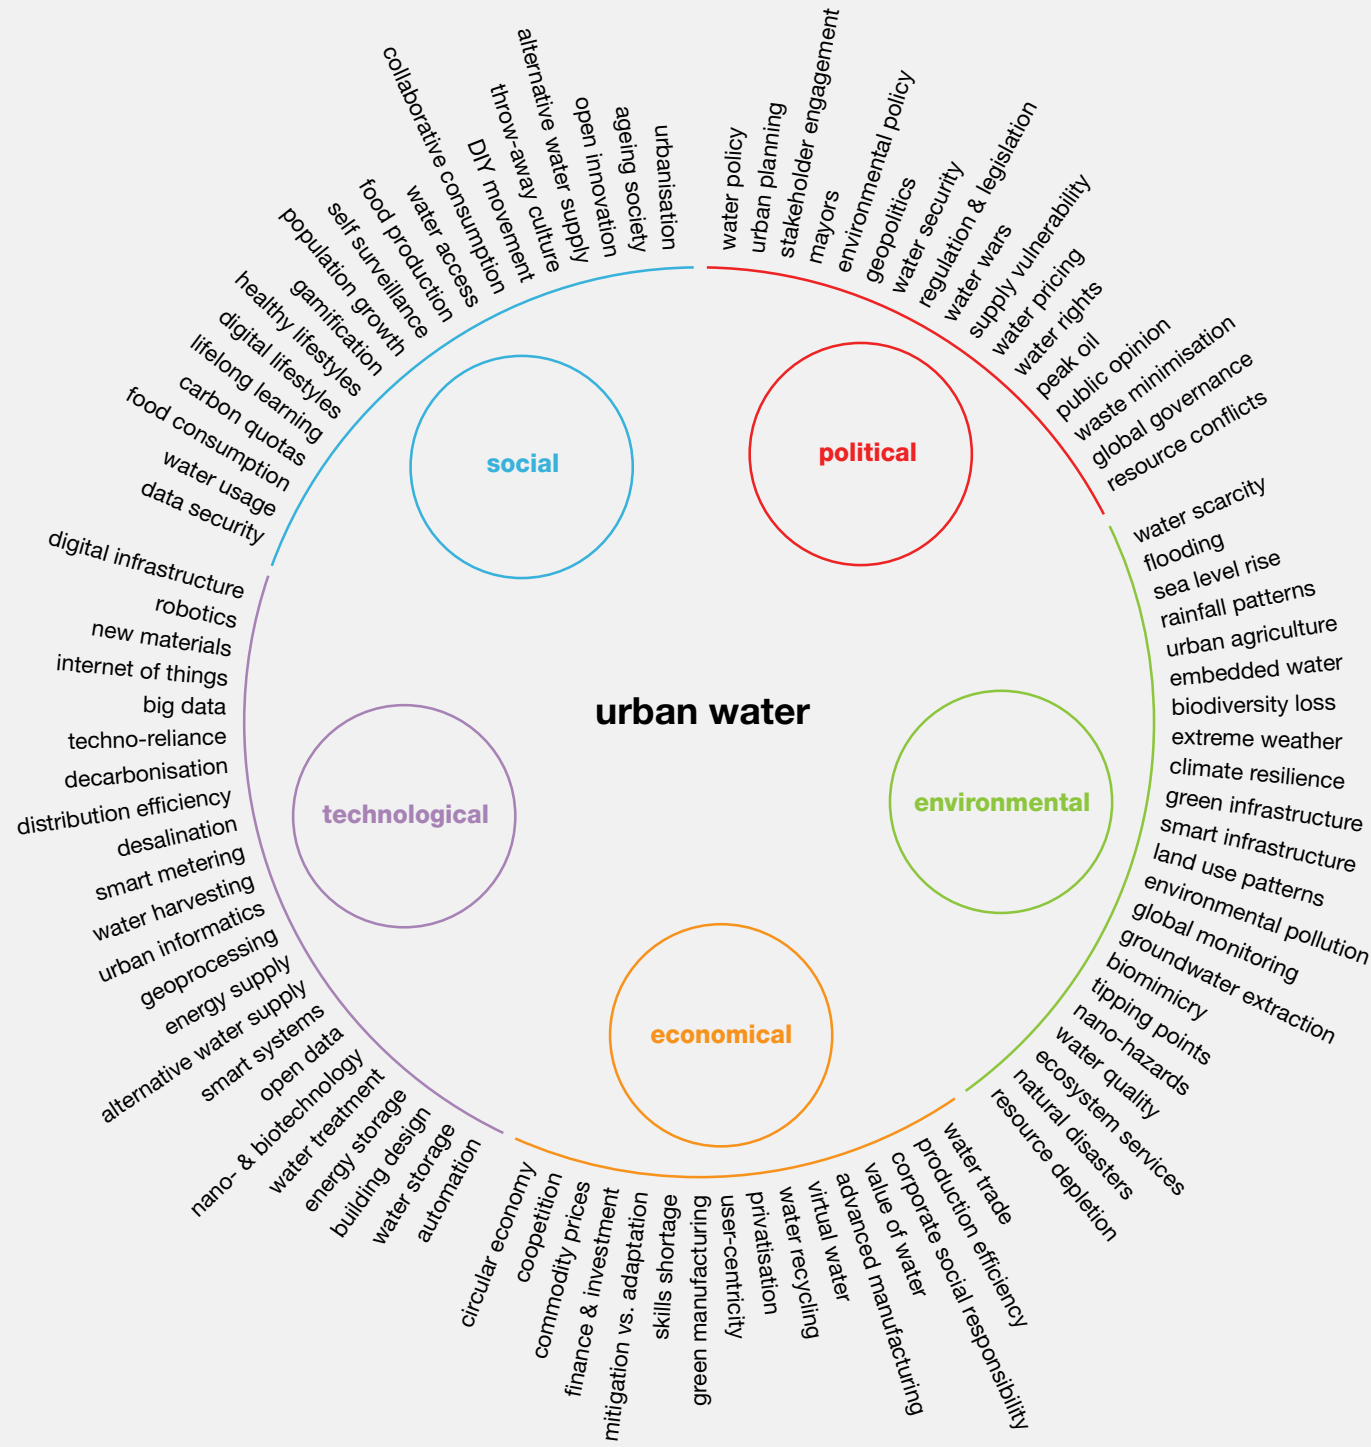 urban water
social
political
environmental
economical
technological
water policy
urban planning
stakeholder engagement
mayors
environmental policy
geopolitics
water security
regulation & legislation
water wars
supply vulnerability
water pricing
water rights
peak oil
public opinion
waste minimisation
global governance
resource conflicts
water scarcity
flooding
sea level rise
rainfall patterns
urban agriculture
embedded water
biodiversity loss
extreme weather
climate resilience
green infrastructure
smart infrastructure
land use patterns
environmental pollution
global monitoring
groundwater extraction
biomimicry
tipping points
nano-hazards
water quality
ecosystem services
natural disasters
resource depletion
water trade
production efficiency
corporate social responsibility
value of water
advanced manufacturing
virtual water
water recycling
privatisation
user-centricity
green manufacturing
skills shortage
mitigation vs. adaptation
finance & investment
commodity prices
coopetition
circular economy
automation
water storage
building design
energy storage
water treatment
nano- & biotechnology
open data
smart systems
alternative water supply
energy supply
geoprocessing
urban informatics
water harvesting
smart metering
desalination
distribution efficiency
decarbonisation
techno-reliance
big data
internet of things
new materials
robotics
digital infrastructure
data security
water usage
food consumption
carbon quotas
lifelong learning
digital lifestyles
healthy lifestyles
gamification
population growth
self surveillance
food production
water access
collaborative consumption
DIY movement
throw-away culture
alternative water supply
open innovation
ageing society
urbanisation